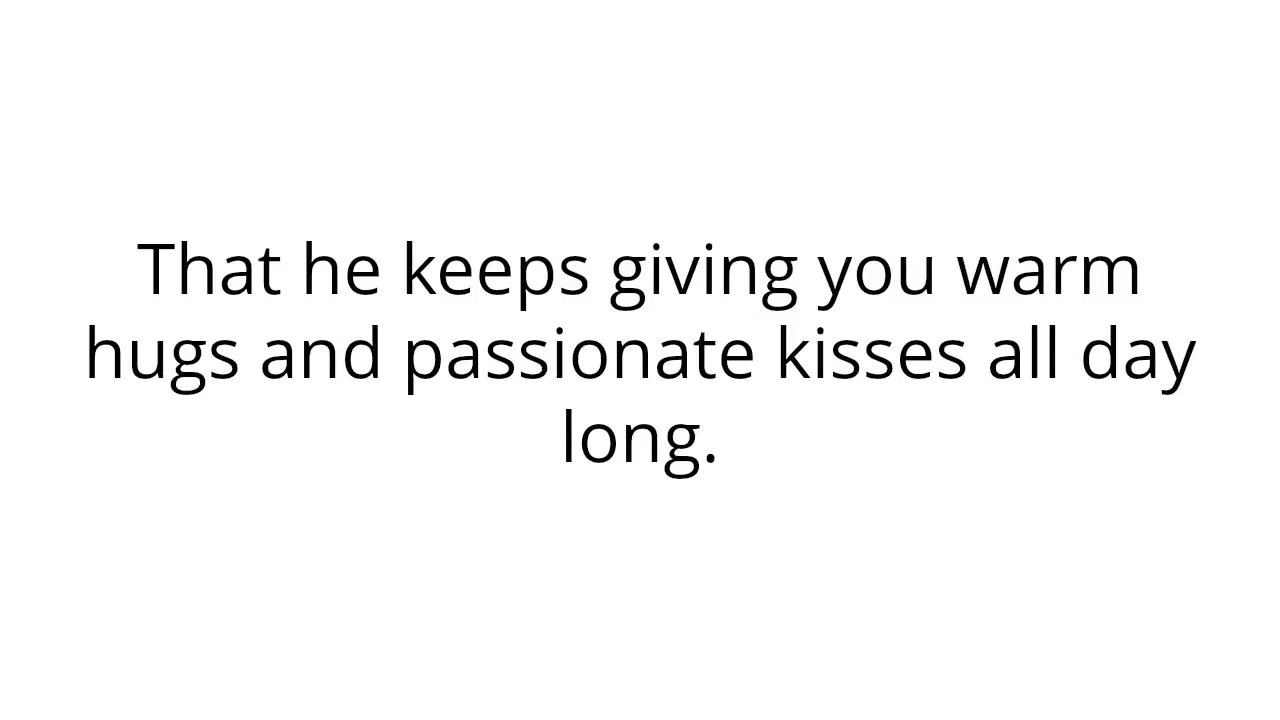 That he keeps giving you warm
hugs and passionate kisses all day
long.